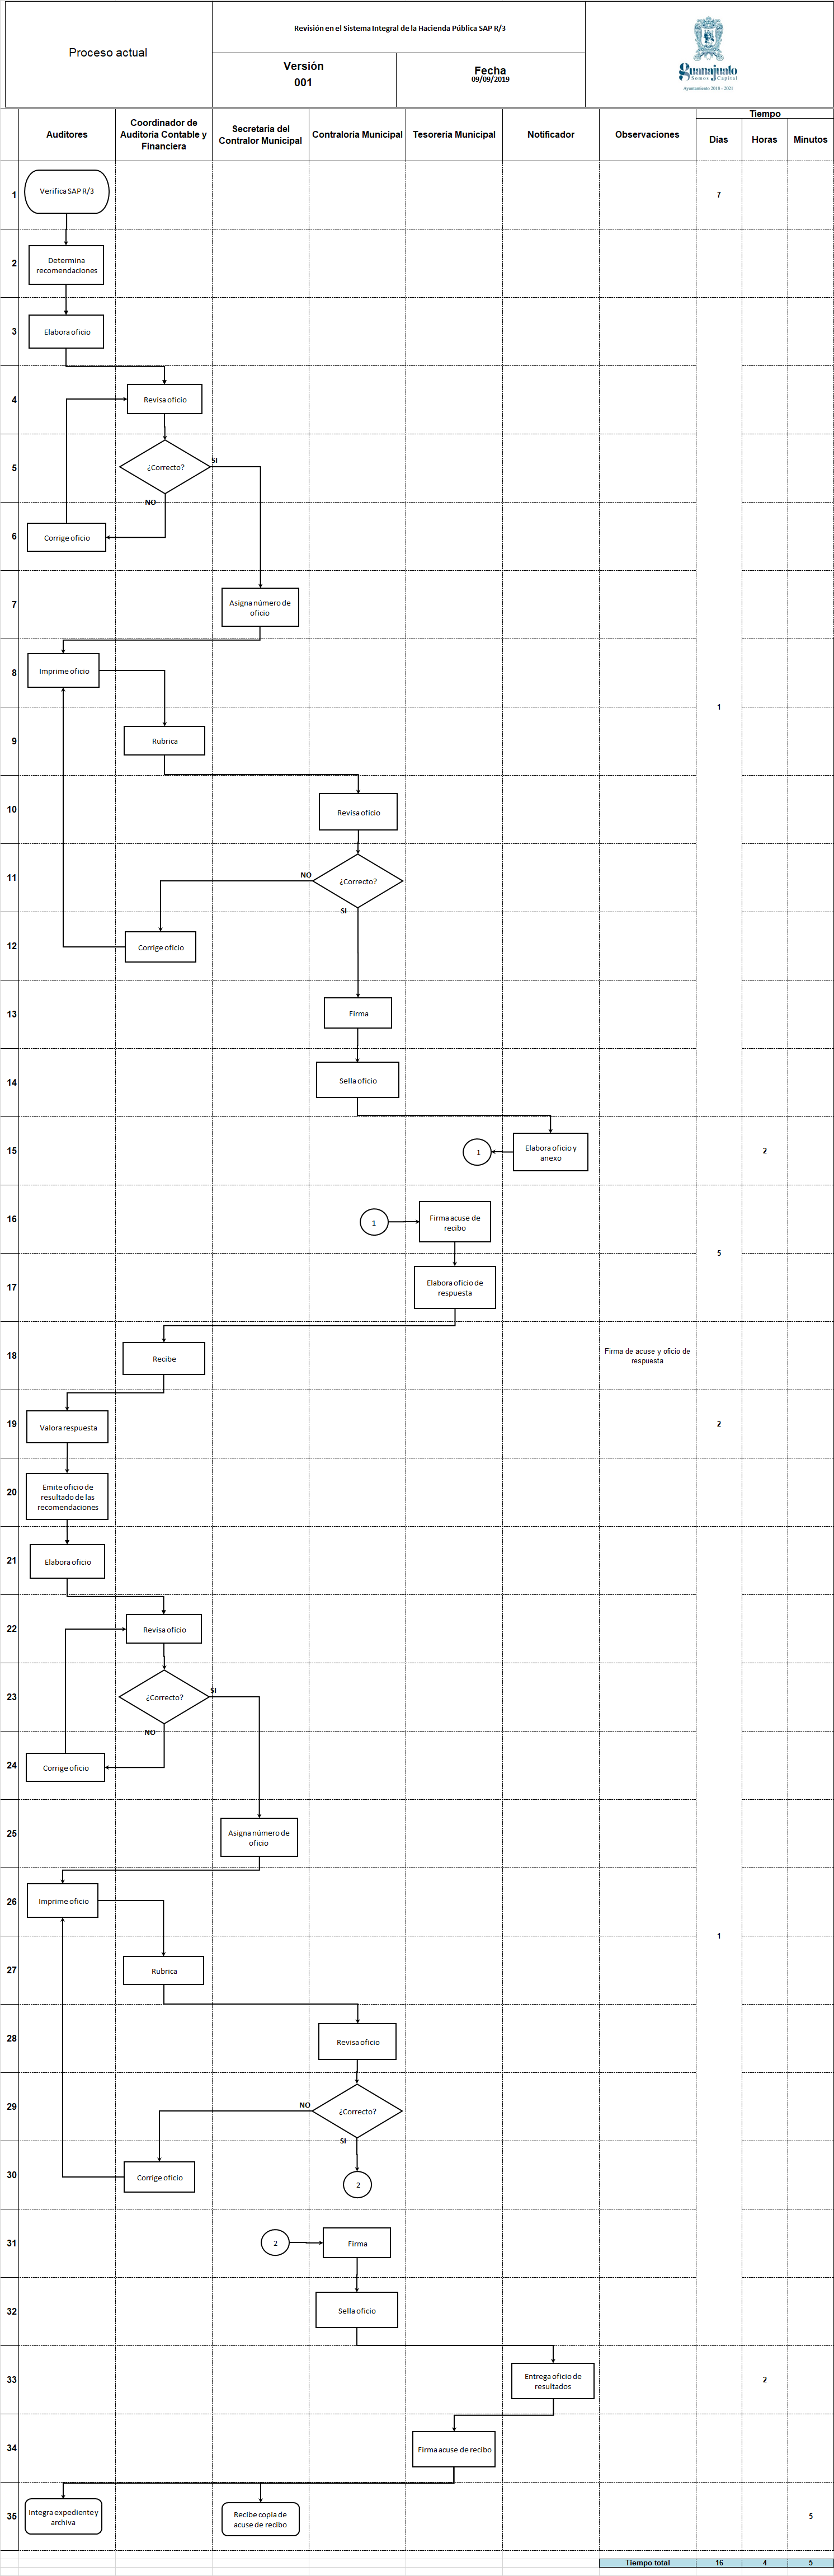 Proceso actual
Revisión en el Sistema Integral de la Hacienda Pública SAP R/3
Versión
001
Fecha
09/09/2019
Guanajuato
Somos Capital
Ayuntamiento 2018 - 2021
Auditores
Coordinador de
Auditoría Contable y
Financiera
Secretaria del
Contralor Municipal
Contraloría Municipal
Tesorería Municipal
Notificador
Observaciones
Tiempo
Dias
Horas
Minutos
1
Verifica SAP R/3
7
2
Determina
recomendaciones
3
Elabora oficio
4
Revisa oficio
5
¿Correcto?
SI
NO
6
Corrige oficio
7
Asigna número de
oficio
8
Imprime oficio
1
9
Rubrica
10
Revisa oficio
11
NO
¿Correcto?
SI
12
Corrige oficio
13
Firma
14
Sella oficio
15
1
Elabora oficio y
anexo
2
16
1
Firma acuse de
recibo
5
17
Elabora oficio de
respuesta
18
Recibe
Firma de acuse y oficio de
respuesta
19
Valora respuesta
2
20
Emite oficio de
resultado de las
recomendaciones
21
Elabora oficio
22
Revisa oficio
23
¿Correcto?
SI
NO
24
Corrige oficio
25
Asigna número de
oficio
26
Imprime oficio
1
27
Rubrica
28
Revisa oficio
29
NO
¿Correcto?
SI
30
Corrige oficio
2
31
2
Firma
32
Sella oficio
33
Entrega oficio de
resultados
2
34
Firma acuse de recibo
35
Integra expediente y
archiva
Recibe copia de
acuse de recibo
5
Tiempo total
16
4
5